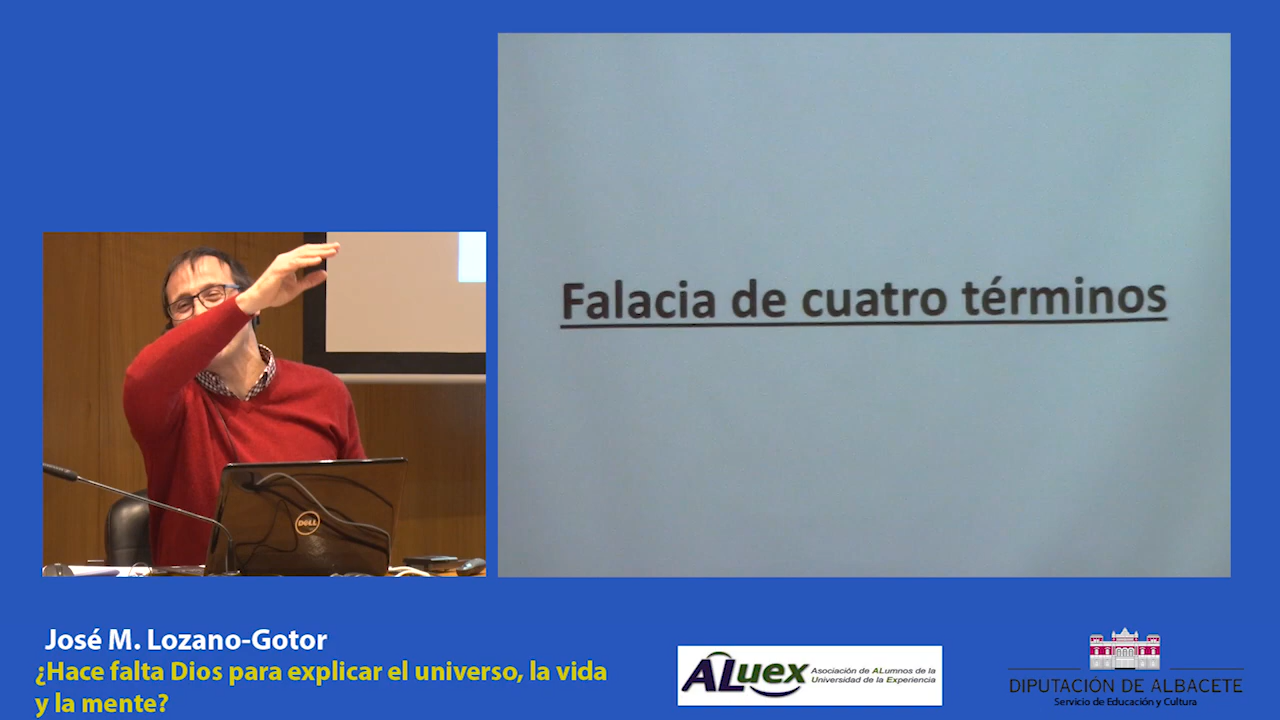 Falacia de cuatro términos
DELL
José M. Lozano-Gotor
¿Hace falta Dios para explicar el universo, la vida
y la mente?
ALuex
Asociación de ALumnos de la
Universidad de la Experiencia
DIPUTACIÓN DE ALBACETE
Servicio de Educación y Cultura